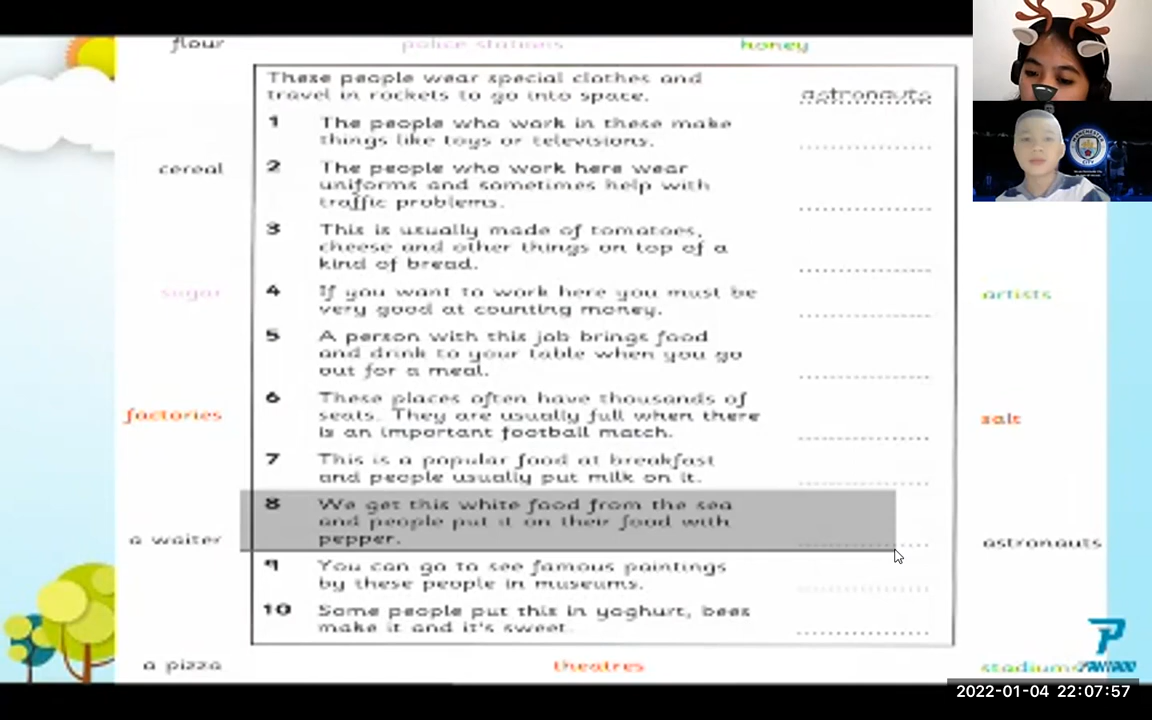 flour police stations honey
These people wear special clothes and
travel in rockets to go into space. astronauts
1 The people who work in these make
things like toys or televisions.
cereal
2 The people who work here wear
uniforms and sometimes help with
traffic problems.
3 This is usually made of tomatoes,
cheese and other things on top of a
kind of bread.
sugar
4 If you want to work here you must be
very good at counting money.
artists
5 A person with this job brings food
and drink to your table when you go
out for a meal.
6 These places often have thousands of
seats. They are usually full when there
is an important football match.
factories
salt
7 This is a popular food at breakfast
and people usually put milk on it.
8 We get this white food from the sea
and people put it on their food with
pepper.
a waiter
astronauts
9 You can go to see famous paintings
by these people in museums.
10 Some people put this in yoghurt, bees
make it and it's sweet.
a pizza theatres stadiums
2022-01-04 22:07:57